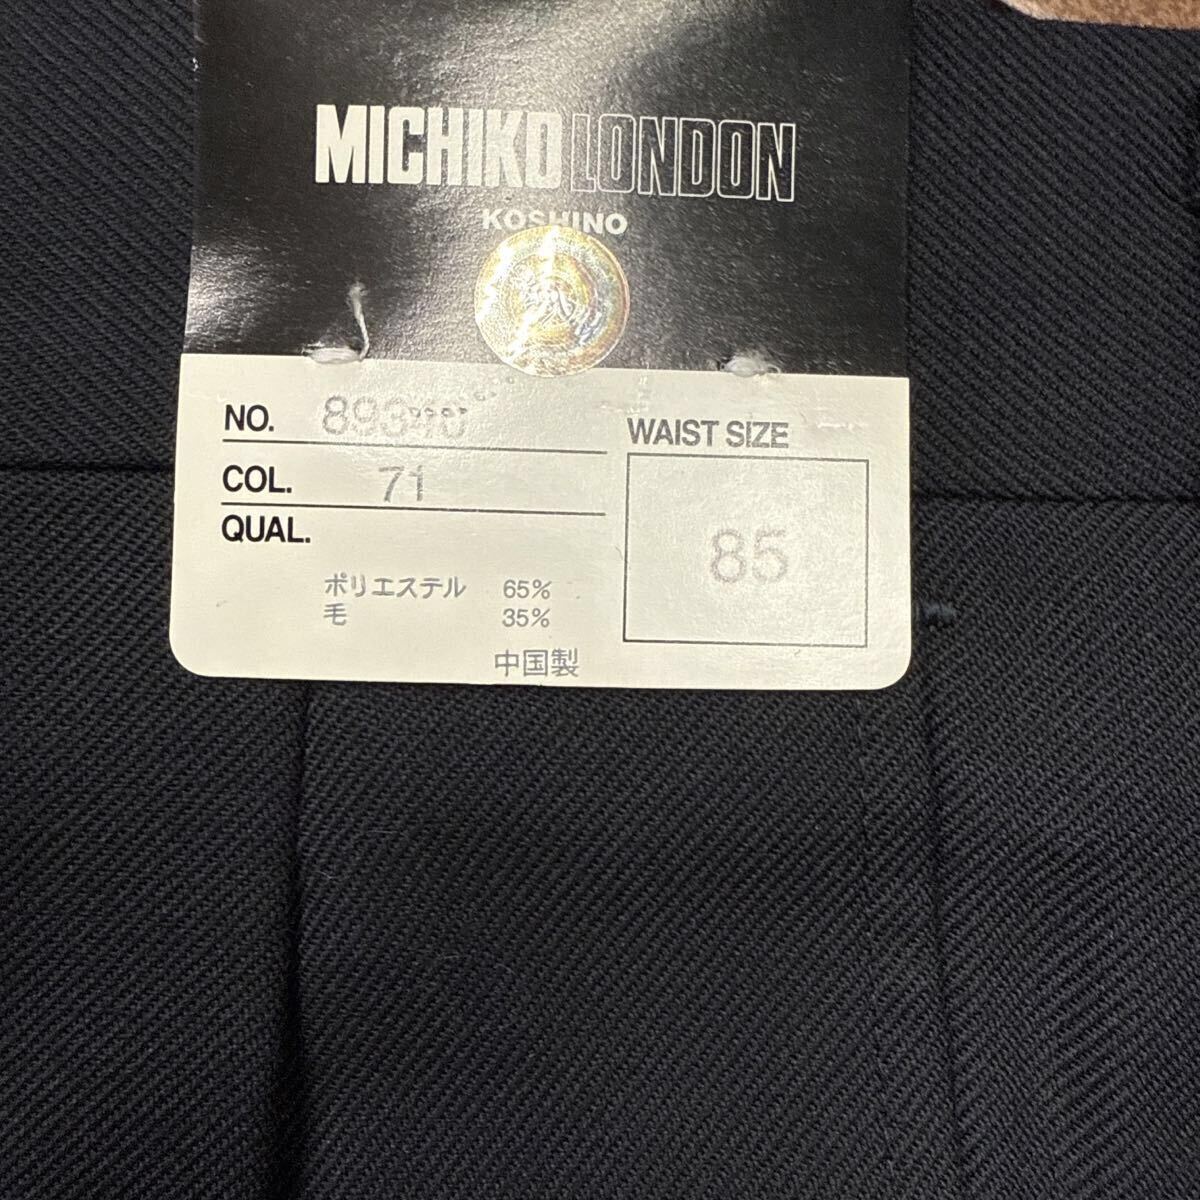 MICHIKO LONDON
KOSHINO
NO.
COL. 71
QUAL.
ポリエステル 65%
毛 35%
中国製
WAIST SIZE
85